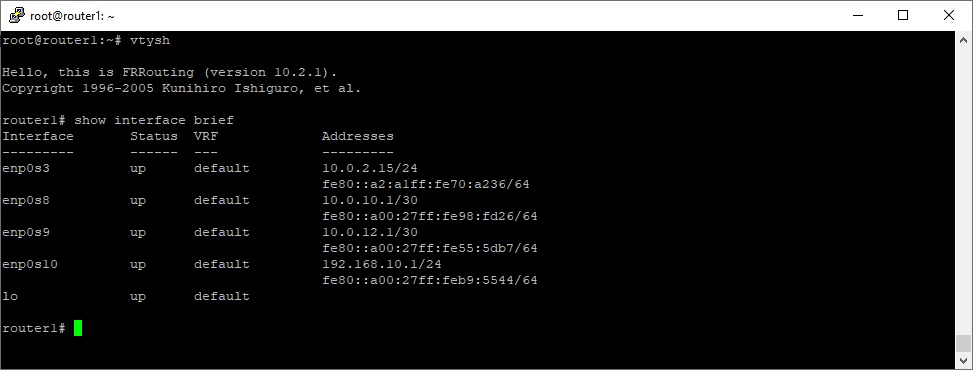 root@router1: ~
root@router1:~# vtysh
Hello, this is FRRouting (version 10.2.1).
Copyright 1996-2005 Kunihiro Ishiguro, et al.
router1# show interface brief
Interface       Status  VRF             Addresses
---------       ------  ---             ---------
enp0s3          up      default         10.0.2.15/24
                                        fe80::a2:a1ff:fe70:a236/64
enp0s8          up      default         10.0.10.1/30
                                        fe80::a00:27ff:fe98:fd26/64
enp0s9          up      default         10.0.12.1/30
                                        fe80::a00:27ff:fe55:5db7/64
enp0s10         up      default         192.168.10.1/24
                                        fe80::a00:27ff:feb9:5544/64
lo              up      default
router1#